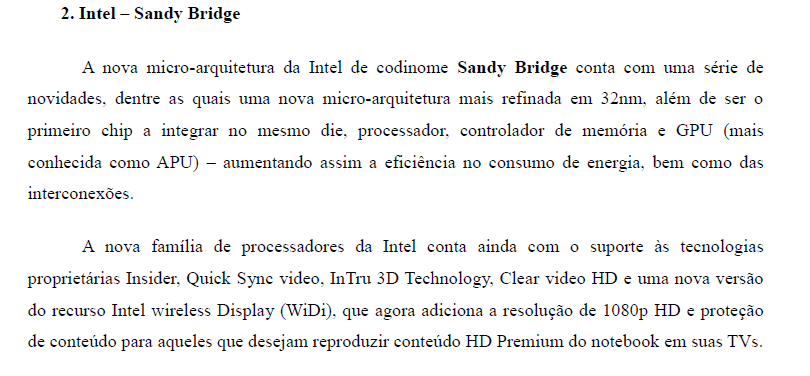 2. Intel – Sandy Bridge
A nova micro-arquitetura da Intel de codinome Sandy Bridge conta com uma série de
novidades, dentre as quais uma nova micro-arquitetura mais refinada em 32nm, além de ser o
primeiro chip a integrar no mesmo die, processador, controlador de memória e GPU (mais
conhecida como APU) – aumentando assim a eficiência no consumo de energia, bem como das
interconexões.
A nova família de processadores da Intel conta ainda com o suporte às tecnologias
proprietárias Insider, Quick Sync video, InTru 3D Technology, Clear video HD e uma nova versão
do recurso Intel wireless Display (WiDi), que agora adiciona a resolução de 1080p HD e proteção
de conteúdo para aqueles que desejam reproduzir conteúdo HD Premium do notebook em suas TVs.